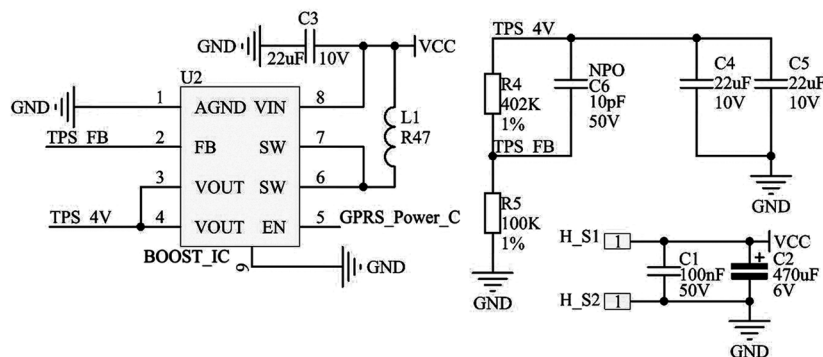 C3
GND
22uF 10V
VCC
U2
GND
1 AGND VIN 8
TPS_FB 2 FB SW 7
3 VOUT SW 6
TPS_4V 4 VOUT EN 5 GPRS_Power_C
BOOST_IC
9
GND
L1
R47
TPS_4V
R4
402K
1%
NPO
C6
10pF
50V
C4
22uF
10V
C5
22uF
10V
TPS_FB
R5
100K
1%
GND
GND
H_S1 1
VCC
C1
100nF
50V
+
C2
470uF
6V
H_S2 1
GND